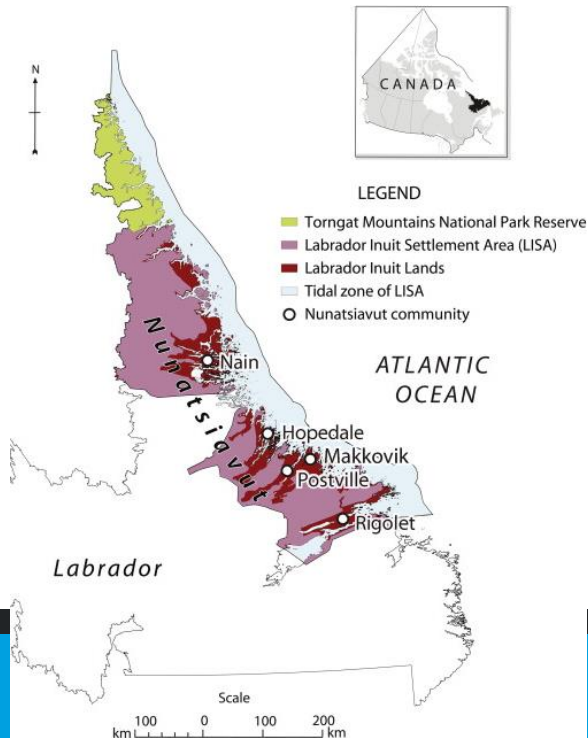 N
CANADA
LEGEND
Torngat Mountains National Park Reserve
Labrador Inuit Settlement Area (LISA)
Labrador Inuit Lands
Tidal zone of LISA
Nunatsiavut community
Nunatsiavut
Nain
ATLANTIC
OCEAN
Hopedale
Makkovik
Postville
Rigolet
Labrador
Scale
100 0 100 200
km km